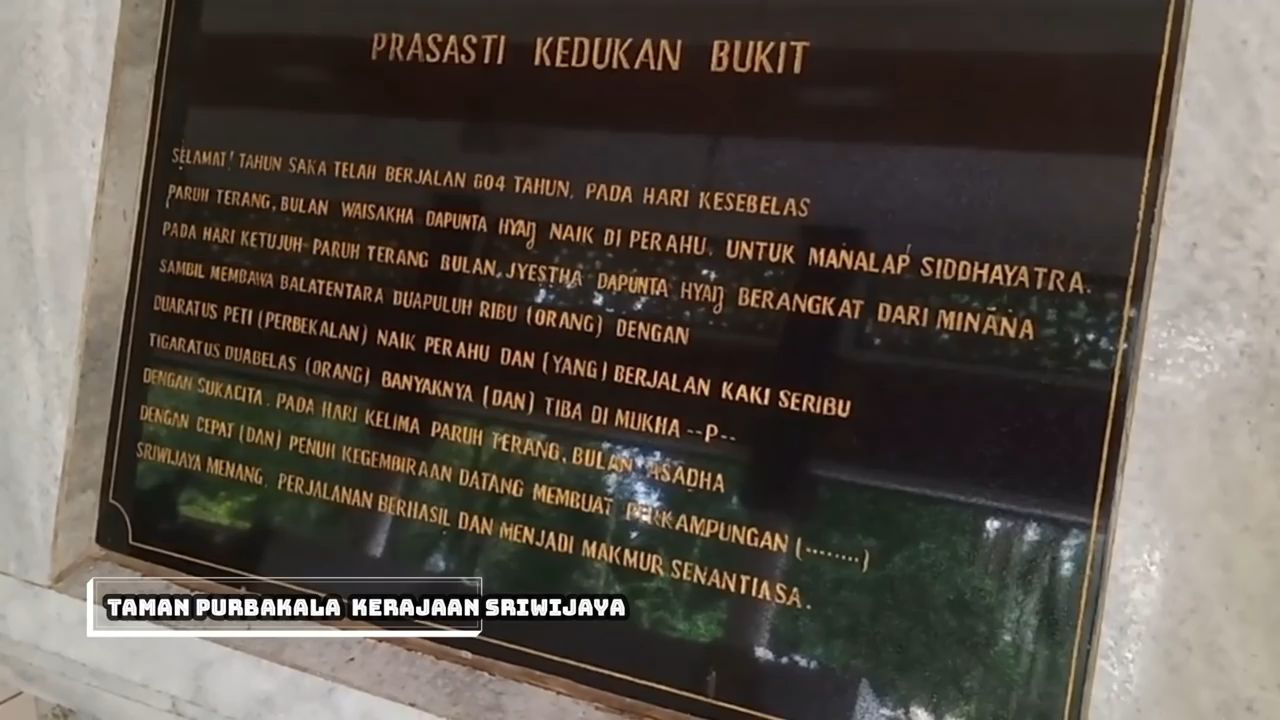 PRASASTI KEDUKAN BUKIT
SELAMAT! TAHUN SAKA TELAH BERJALAN 604 TAHUN, PADA HARI KESEBELAS
PARUH TERANG, BULAN WAISAKHA DAPUNTA HYAŊ NAIK DI PERAHU, UNTUK MAŊALAP SIDDHAYATRA.
PADA HARI KETUJUH PARUH TERANG BULAN, JYESTHA DAPUNTA HYAŊ BERANGKAT DARI MINĀNA
SAMBIL MEMBAWA BALATENTARA DUAPULUH RIBU (ORANG) DENGAN
DUARATUS PETI (PERBEKALAN) NAIK PERAHU DAN (YANG) BERJALAN KAKI SERIBU
TIGARATUS DUABELAS (ORANG) BANYAKNYA (DAN) TIBA DI MUKHA --P--
DENGAN SUKACITA. PADA HARI KELIMA PARUH TERANG, BULAN ASADHA
DENGAN CEPAT (DAN) PENUH KEGEMBIRAAN DATANG MEMBUAT PERKAMPUNGAN (........)
SRIWIJAYA MENANG, PERJALANAN BERHASIL DAN MENJADI MAKMUR SENANTIASA.
TAMAN PURBAKALA KERAJAAN SRIWIJAYA